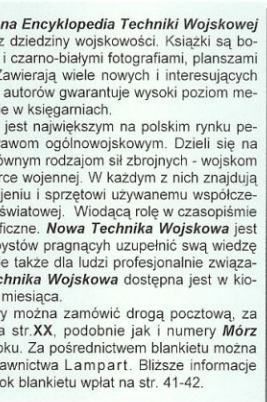 na Encyklopedia Techniki Wojskowej
z dziedziny wojskowości. Książki są bo-
i czarno-białymi fotografiami, planszami
Zawierają wiele nowych i interesujących
autorów gwarantuje wysoki poziom me-
w księgarniach.
jest największym na polskim rynku pe-
rawom ogólnowojskowym. Dzieli się na
ównym rodzajom sił zbrojnych - wojskom
rce wojennej. W każdym z nich znajdują
jeniu i sprzętowi używanemu współcze-
światowej. Wiodącą rolę w czasopiśmie
ficzne. Nowa Technika Wojskowa jest
bystów pragnących uzupełnić swą wiedzę
le także dla ludzi profesjonalnie związa-
chnika Wojskowa dostępna jest w kio-
miesiąca.
y można zamówić drogą pocztową, za
a str.XX, podobnie jak i numery Mórz
oku. Za pośrednictwem blankietu można
awnictwa Lampart. Bliższe informacje
ok blankietu wpłat na str. 41-42.